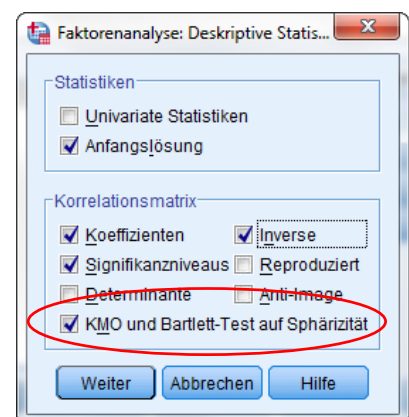 Faktorenanalyse: Deskriptive Statis...
Statistiken
Univariate Statistiken
Anfangslösung
Korrelationsmatrix
Koeffizienten Inverse
Signifikanzniveaus Reproduziert
Determinante Anti-Image
KMO und Bartlett-Test auf Sphärizität
Weiter Abbrechen Hilfe